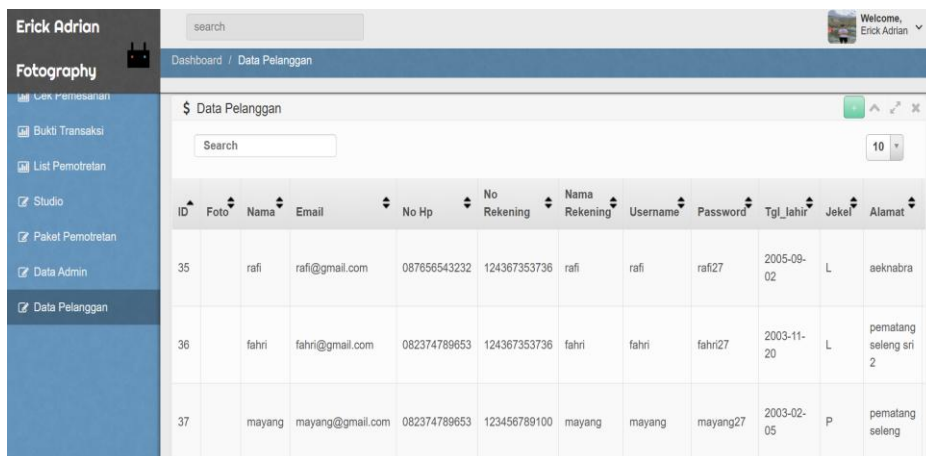 Erick Adrian
Fotography
search
Welcome,
Erick Adrian
Dashboard / Data Pelanggan
Cek Pemesanan
Bukti Transaksi
List Pemotretan
Studio
Paket Pemotretan
Data Admin
Data Pelanggan
$ Data Pelanggan
Search
10
ID Foto Nama Email No Hp No Rekening Nama Rekening Username Password Tgl_lahir Jekel Alamat
35 rafi rafi@gmail.com 087656543232 124367353736 rafi rafi rafi27 2005-09-02 L aeknabra
36 fahri fahri@gmail.com 082374789653 124367353736 fahri fahri fahri27 2003-11-20 L pematang seleng sri 2
37 mayang mayang@gmail.com 082374789653 123456789100 mayang mayang mayang27 2003-02-05 P pematang seleng